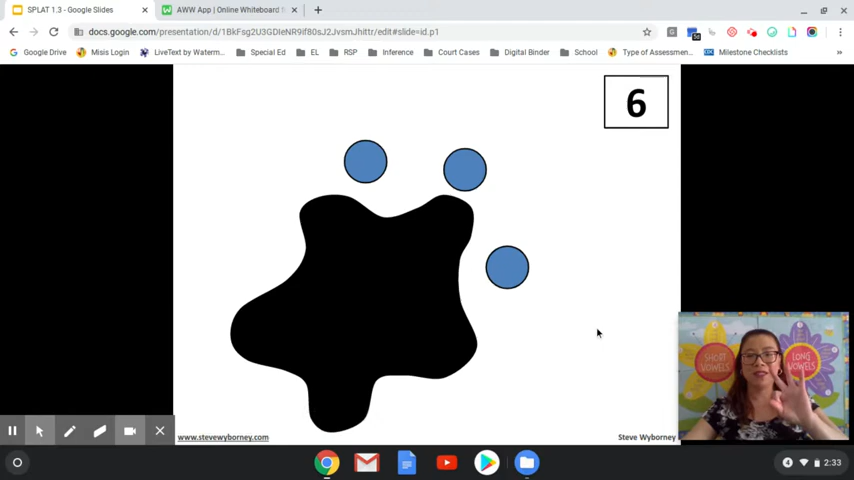 SPLAT 1.3 - Google Slides
AWW App | Online Whiteboard f
docs.google.com/presentation/d/1BkFsg2U3GDIeNR9if80sJ2JvsmJhittr/edit#slide=id.p1
Google Drive
Misis Login
LiveText by Waterm...
Special Ed
EL
RSP
Inference
Court Cases
Digital Binder
School
Type of Assessmen...
Milestone Checklists
6
SHORT VOWELS
LONG VOWELS
www.stevewyborney.com
Steve Wyborney
4
2:33